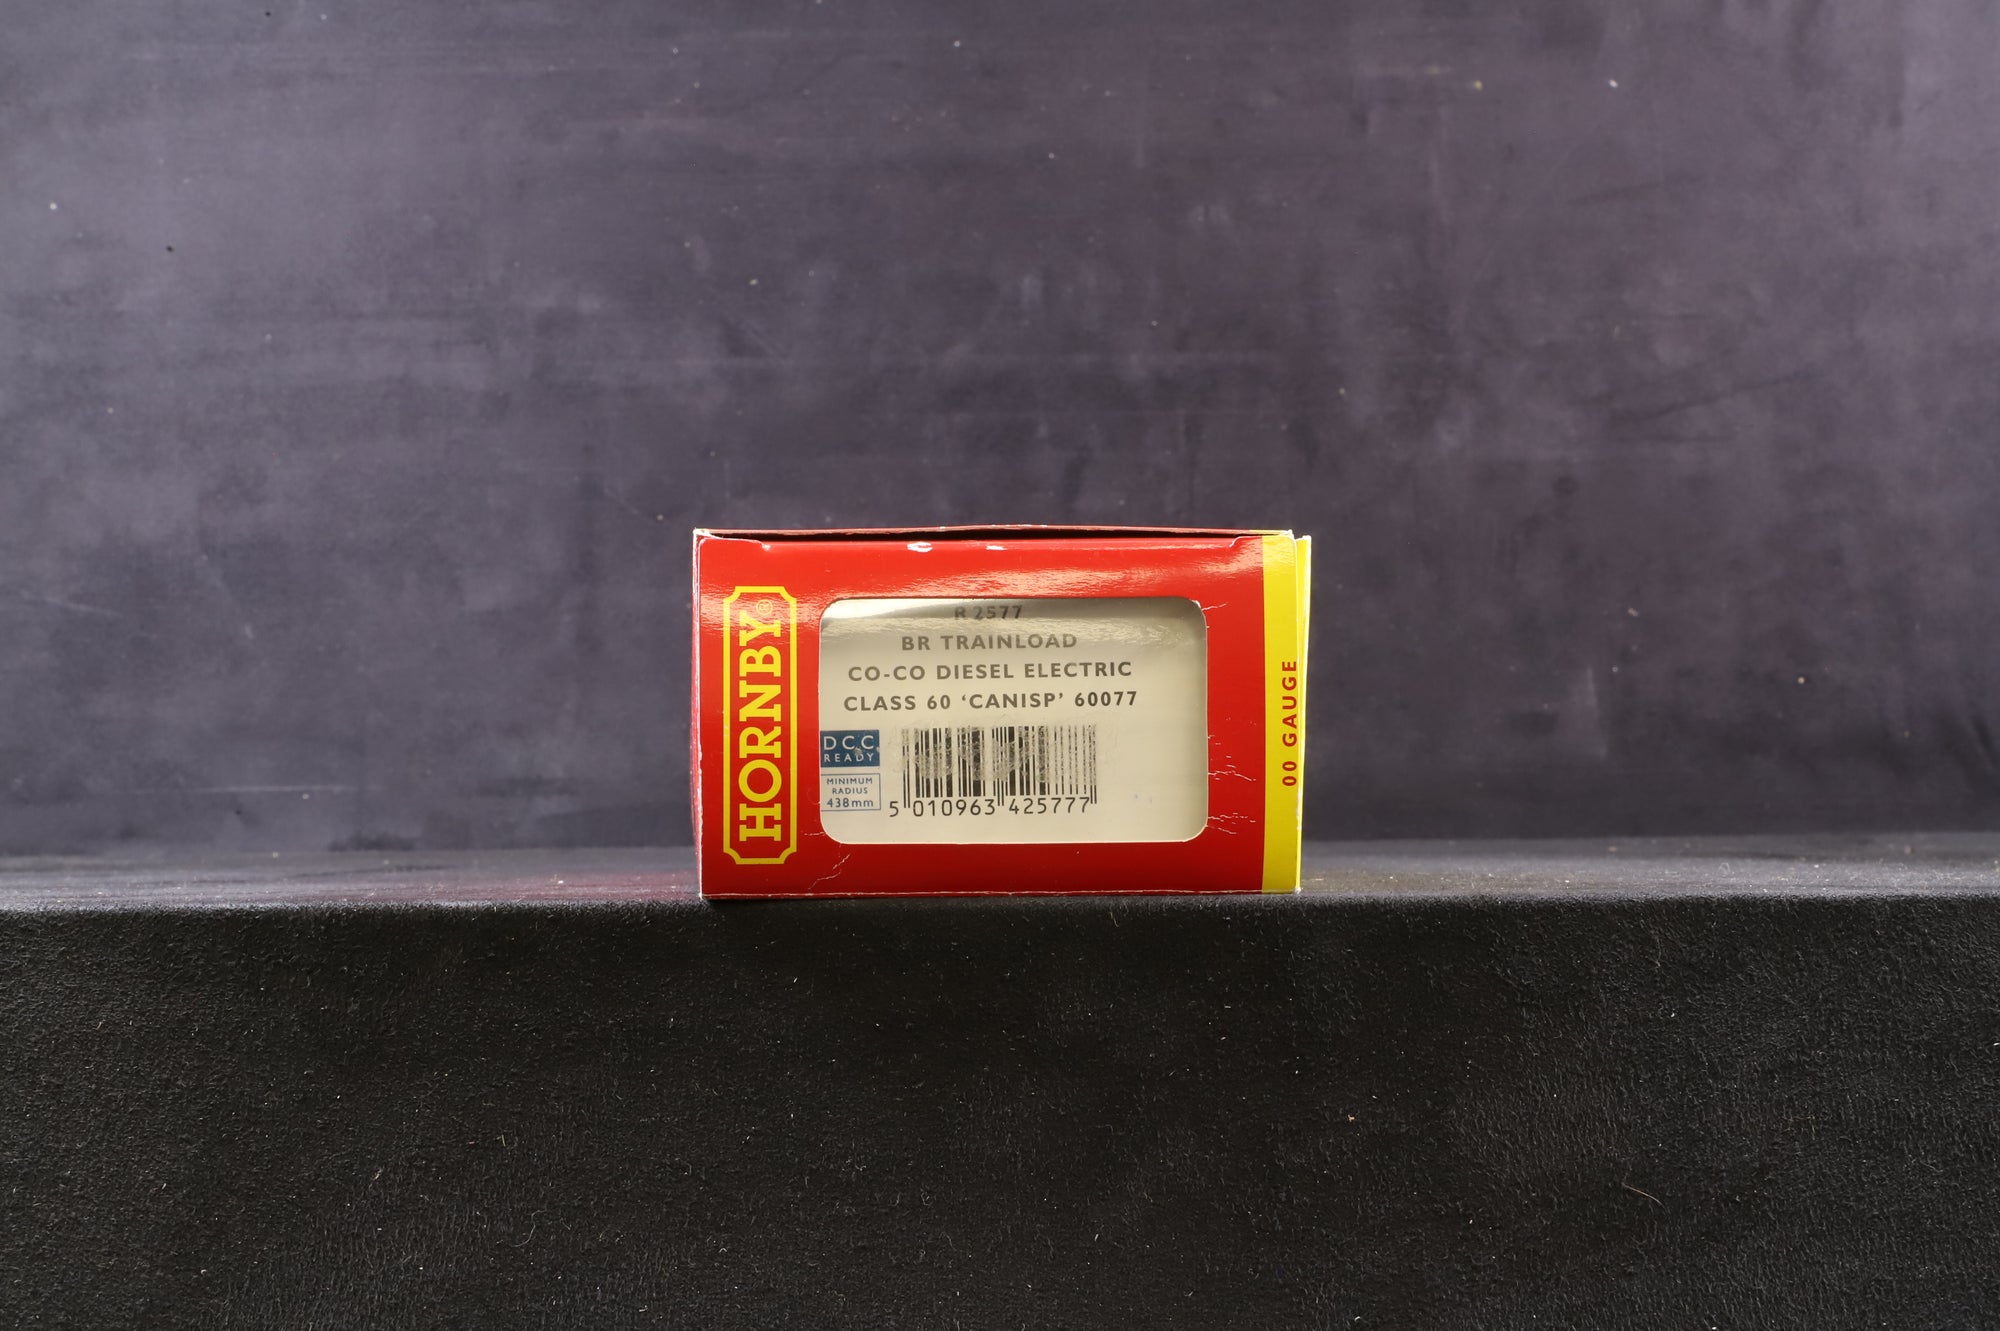 HORNBY®
R 2577
BR TRAINLOAD
CO-CO DIESEL ELECTRIC
CLASS 60 ‘CANISP’ 60077
DCC
READY
MINIMUM
RADIUS
438mm
5 010963 425777
00 GAUGE